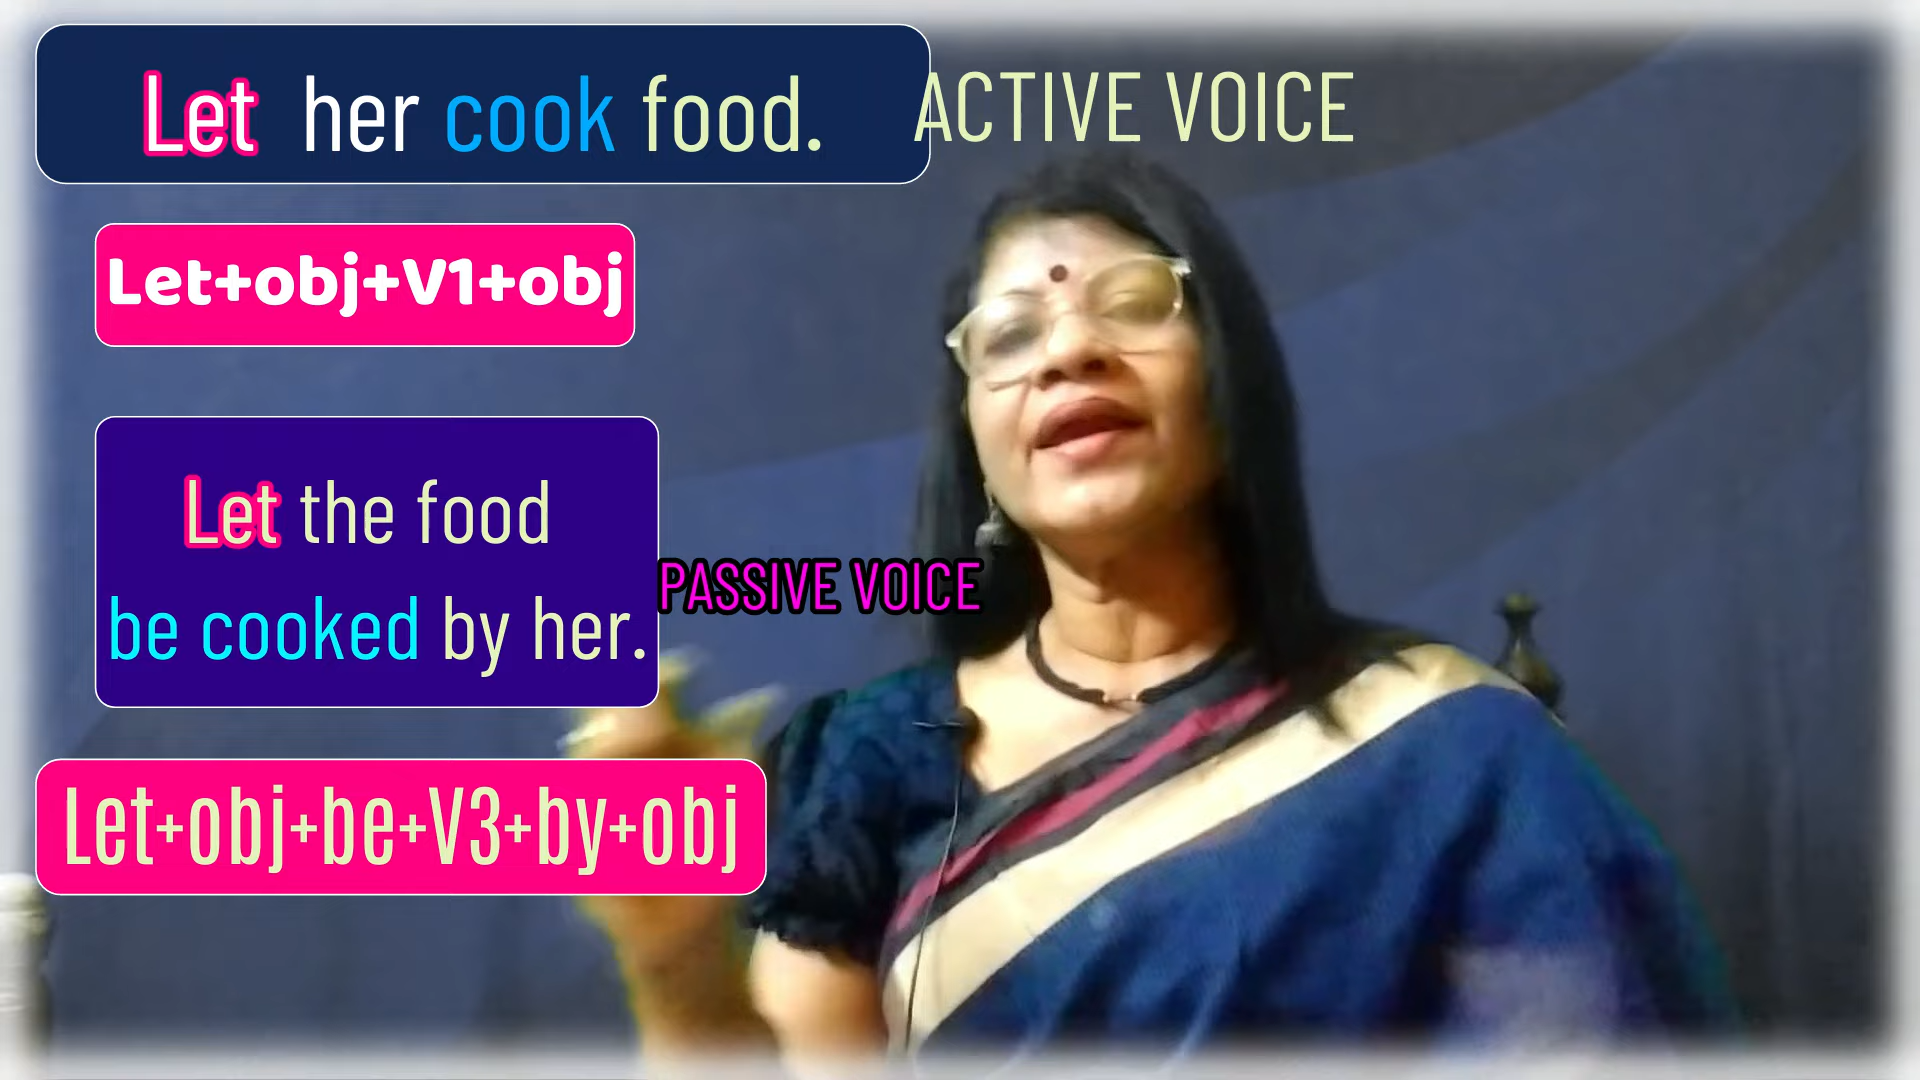 Let her cook food.
ACTIVE VOICE
Let+obj+V1+obj
Let the food
be cooked by her.
PASSIVE VOICE
Let+obj+be+V3+by+obj